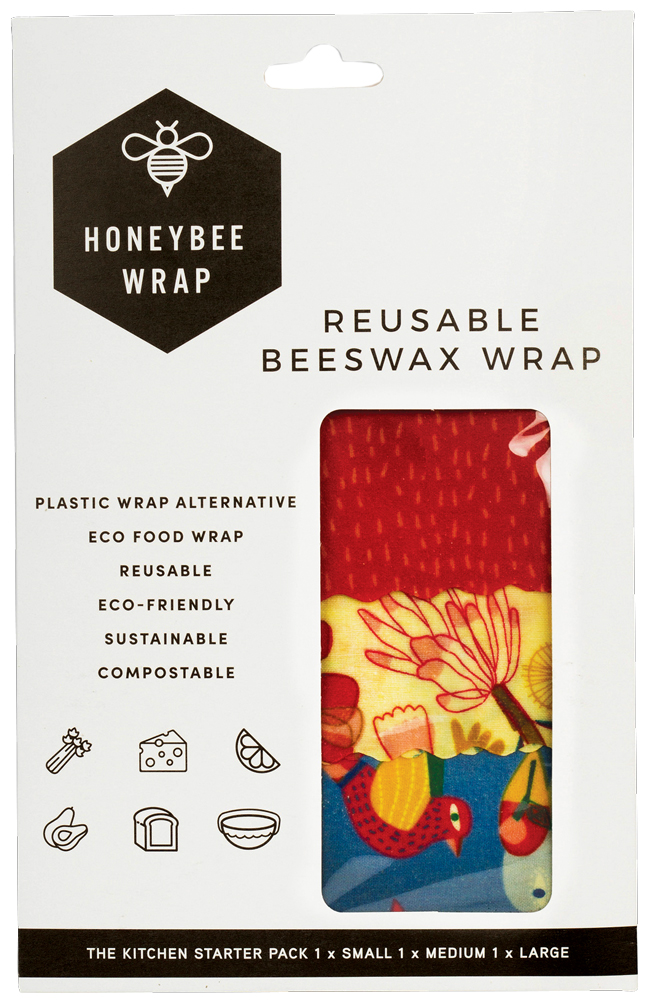 HONEYBEE
WRAP
REUSABLE
BEESWAX WRAP
PLASTIC WRAP ALTERNATIVE
ECO FOOD WRAP
REUSABLE
ECO-FRIENDLY
SUSTAINABLE
COMPOSTABLE
THE KITCHEN STARTER PACK 1 x SMALL 1 x MEDIUM 1 x LARGE